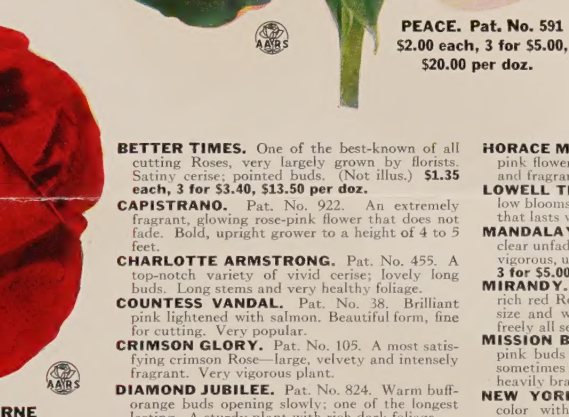 AARS
PEACE. Pat. No. 591
$2.00 each, 3 for $5.00,
$20.00 per doz.
BETTER TIMES. One of the best-known of all
cutting Roses, very largely grown by florists.
Satiny cerise; pointed buds. (Not illus.) $1.35
each, 3 for $3.40, $13.50 per doz.
CAPISTRANO. Pat. No. 922. An extremely
fragrant, glowing rose-pink flower that does not
fade. Bold, upright grower to a height of 4 to 5
feet.
CHARLOTTE ARMSTRONG. Pat. No. 455. A
top-notch variety of vivid cerise; lovely long
buds. Long stems and very healthy foliage.
COUNTESS VANDAL. Pat. No. 38. Brilliant
pink lightened with salmon. Beautiful form, fine
for cutting. Very popular.
CRIMSON GLORY. Pat. No. 105. A most satis-
fying crimson Rose—large, velvety and intensely
fragrant. Very vigorous plant.
DIAMOND JUBILEE. Pat. No. 824. Warm buff-
orange buds opening slowly; one of the longest
HORACE M
pink flower
and fragran
LOWELL T
low blooms
that lasts
MANDALAY
clear unfad
vigorous, u
3 for $5.00
MIRANDY.
rich red Ro
size and w
freely all se
MISSION B
pink buds
sometimes
heavily bra
NEW YOR
color with
AARS
RNE